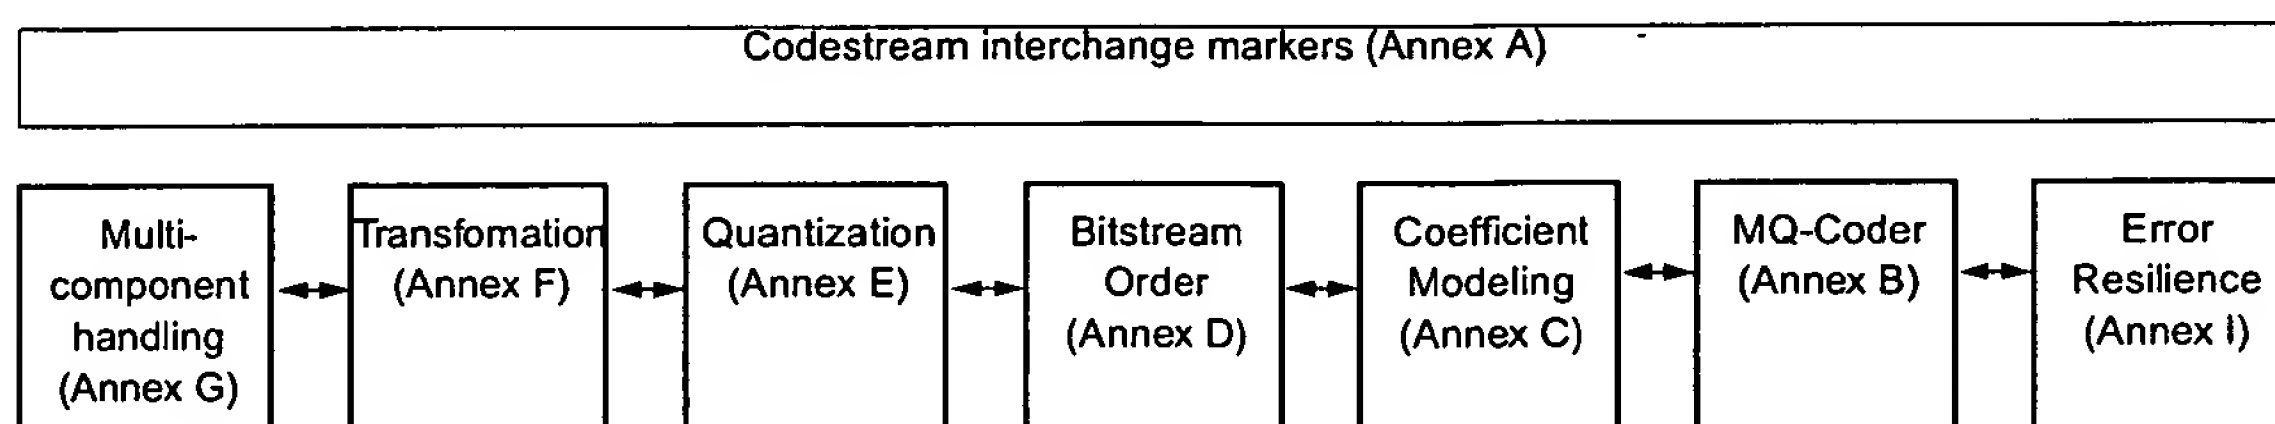 Codestream interchange markers (Annex A)
Multi-
component
handling
(Annex G)
Transfomation
(Annex F)
Quantization
(Annex E)
Bitstream
Order
(Annex D)
Coefficient
Modeling
(Annex C)
MQ-Coder
(Annex B)
Error
Resilience
(Annex I)